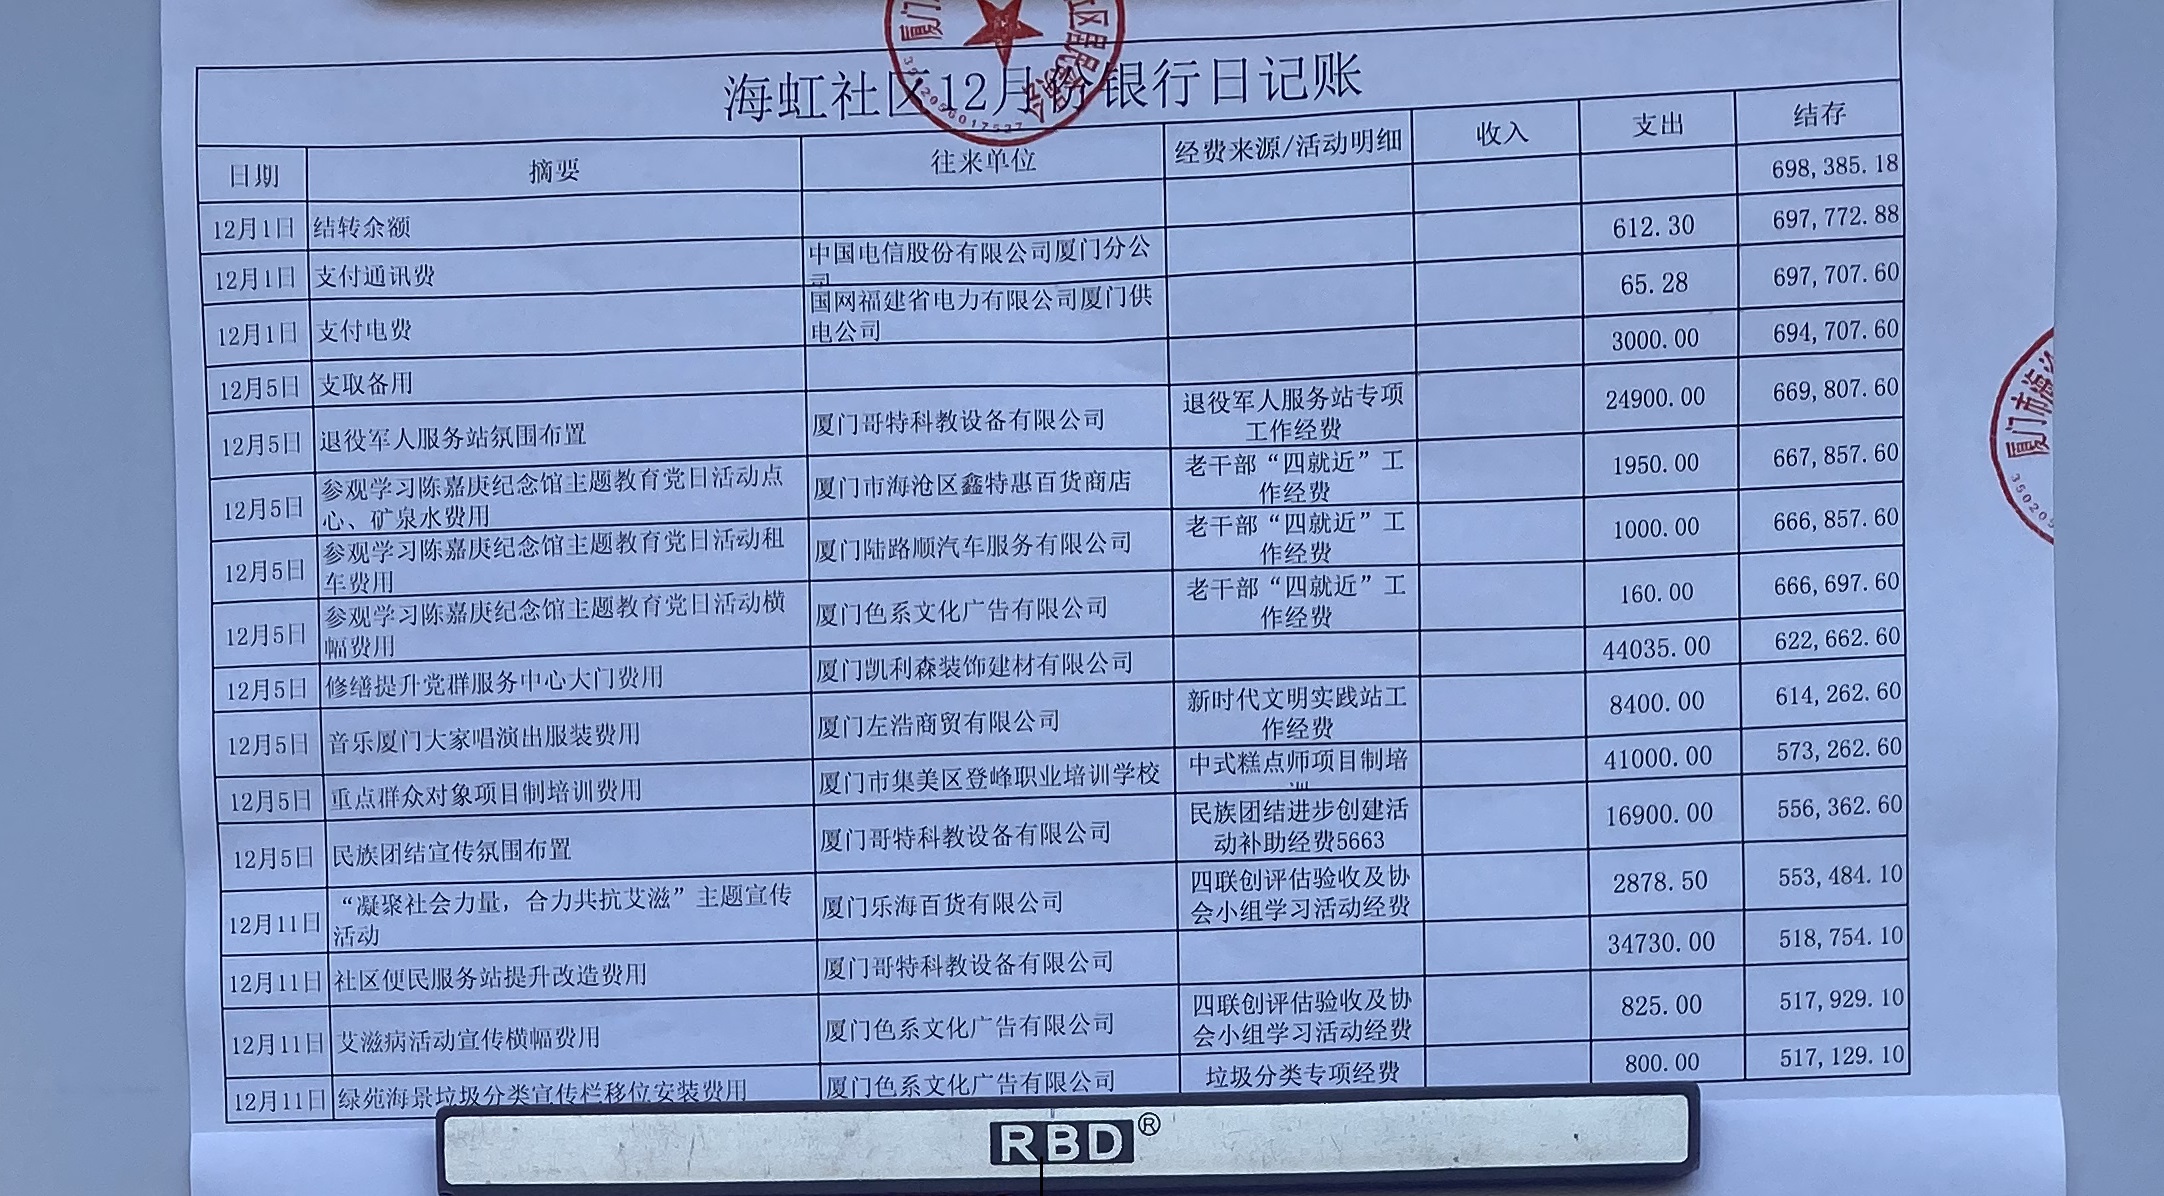 海虹社区12月份银行日记账
日期 摘要 往来单位 经费来源/活动明细 收入 支出 结存
12月1日 结转余额 698,385.18
12月1日 支付通讯费 中国电信股份有限公司厦门分公司 612.30 697,772.88
12月1日 支付电费 国网福建省电力有限公司厦门供电公司 65.28 697,707.60
12月5日 支取备用 3000.00 694,707.60
12月5日 退役军人服务站氛围布置 厦门哥特科教设备有限公司 退役军人服务站专项工作经费 24900.00 669,807.60
12月5日 参观学习陈嘉庚纪念馆主题教育党日活动点心、矿泉水费用 厦门市海沧区鑫特惠百货商店 老干部“四就近”工作经费 1950.00 667,857.60
12月5日 参观学习陈嘉庚纪念馆主题教育党日活动租车费用 厦门陆路顺汽车服务有限公司 老干部“四就近”工作经费 1000.00 666,857.60
12月5日 参观学习陈嘉庚纪念馆主题教育党日活动横幅费用 厦门色系文化广告有限公司 老干部“四就近”工作经费 160.00 666,697.60
12月5日 修缮提升党群服务中心大门费用 厦门凯利森装饰建材有限公司 44035.00 622,662.60
12月5日 音乐厦门大家唱演出服装费用 厦门左浩商贸有限公司 新时代文明实践站工作经费 8400.00 614,262.60
12月5日 重点群众对象项目制培训费用 厦门市集美区登峰职业培训学校 中式糕点师项目制培训 41000.00 573,262.60
12月5日 民族团结宣传氛围布置 厦门哥特科教设备有限公司 民族团结进步创建活动补助经费5663 16900.00 556,362.60
12月11日 “凝聚社会力量，合力共抗艾滋”主题宣传活动 厦门乐海百货有限公司 四联创评估验收及协会小组学习活动经费 2878.50 553,484.10
12月11日 社区便民服务站提升改造费用 厦门哥特科教设备有限公司 34730.00 518,754.10
12月11日 艾滋病活动宣传横幅费用 厦门色系文化广告有限公司 四联创评估验收及协会小组学习活动经费 825.00 517,929.10
12月11日 绿苑海景垃圾分类宣传栏移位安装费用 厦门色系文化广告有限公司 垃圾分类专项经费 800.00 517,129.10
厦门市海沧
RBD®